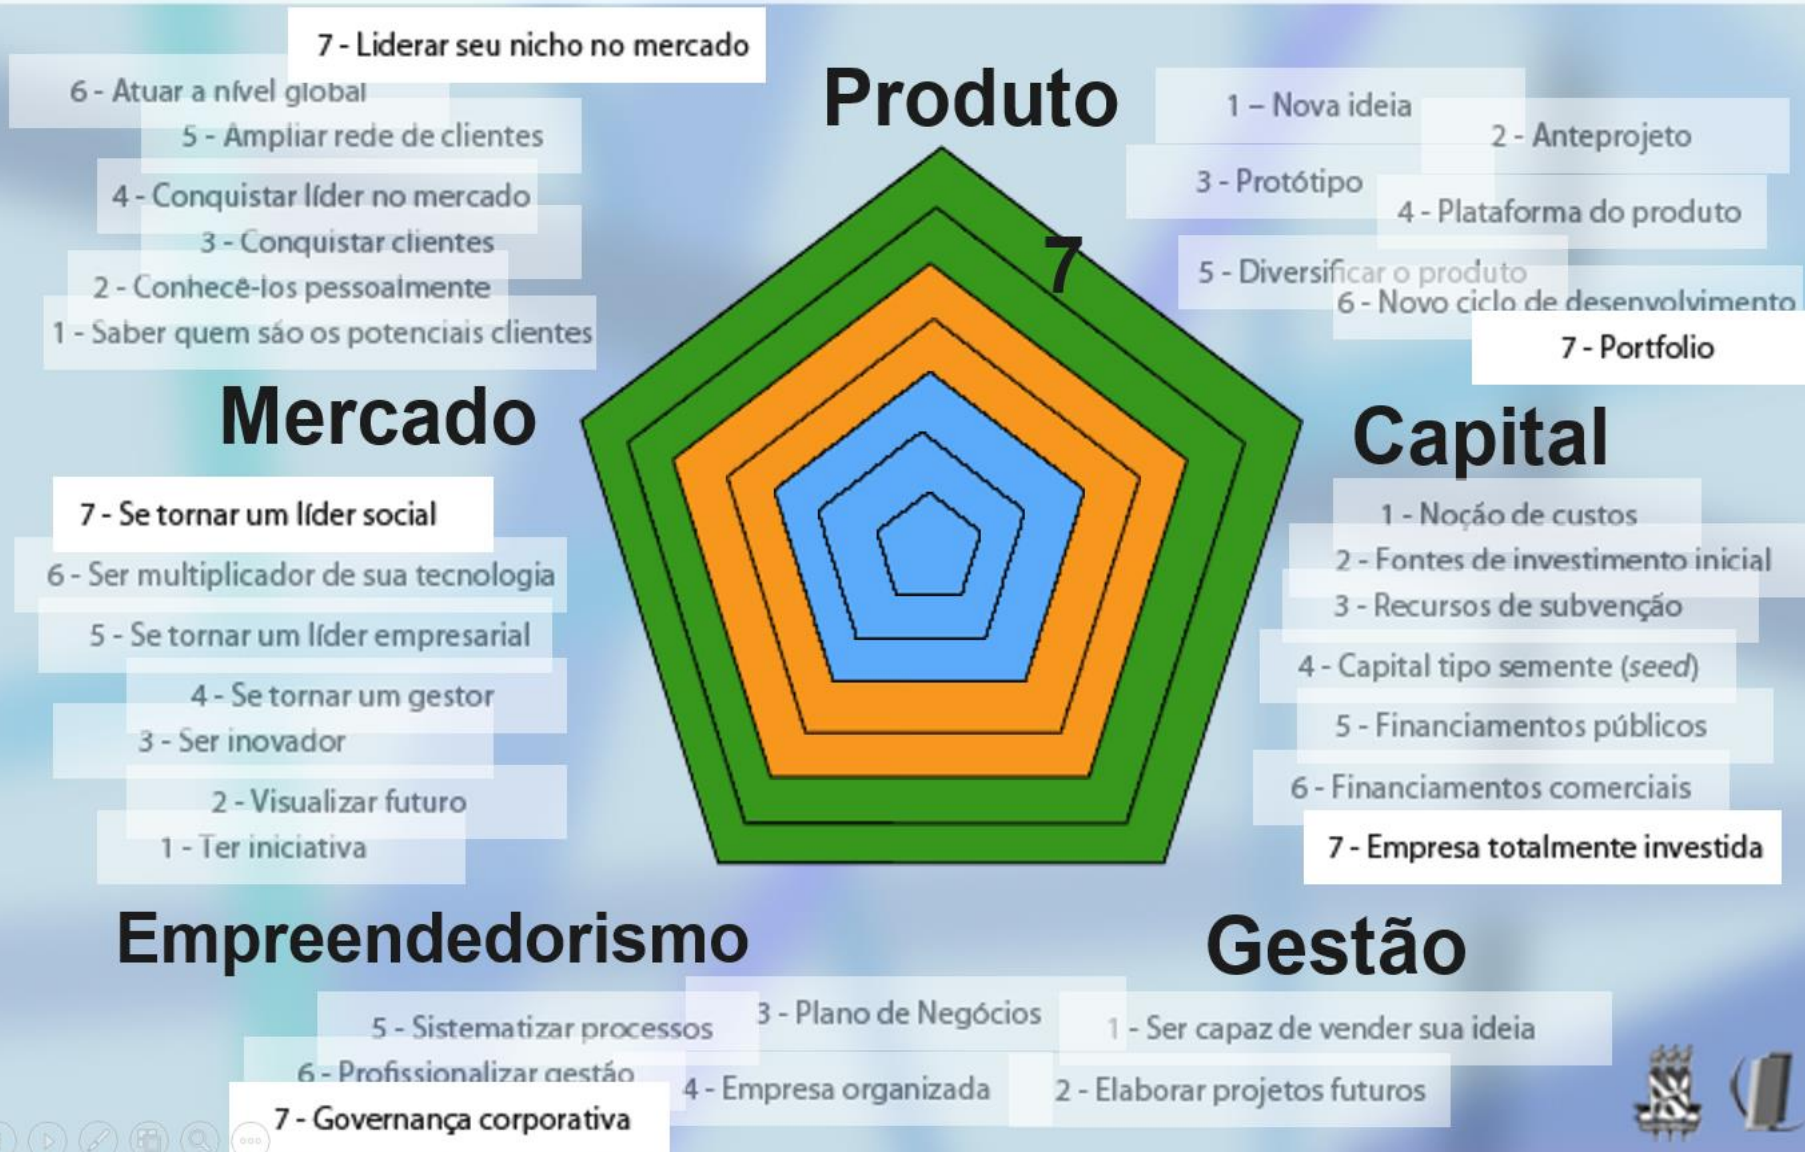 7 - Liderar seu nicho no mercado
6 - Atuar a nível global
5 - Ampliar rede de clientes
4 - Conquistar líder no mercado
3 - Conquistar clientes
2 - Conhecê-los pessoalmente
1 - Saber quem são os potenciais clientes
Mercado
Produto
1 – Nova ideia
2 - Anteprojeto
3 - Protótipo
4 - Plataforma do produto
5 - Diversificar o produto
6 - Novo ciclo de desenvolvimento
7 - Portfolio
7
Capital
1 - Noção de custos
2 - Fontes de investimento inicial
3 - Recursos de subvenção
4 - Capital tipo semente (seed)
5 - Financiamentos públicos
6 - Financiamentos comerciais
7 - Empresa totalmente investida
7 - Se tornar um líder social
6 - Ser multiplicador de sua tecnologia
5 - Se tornar um líder empresarial
4 - Se tornar um gestor
3 - Ser inovador
2 - Visualizar futuro
1 - Ter iniciativa
Empreendedorismo
Gestão
1 - Ser capaz de vender sua ideia
2 - Elaborar projetos futuros
3 - Plano de Negócios
4 - Empresa organizada
5 - Sistematizar processos
6 - Profissionalizar gestão
7 - Governança corporativa